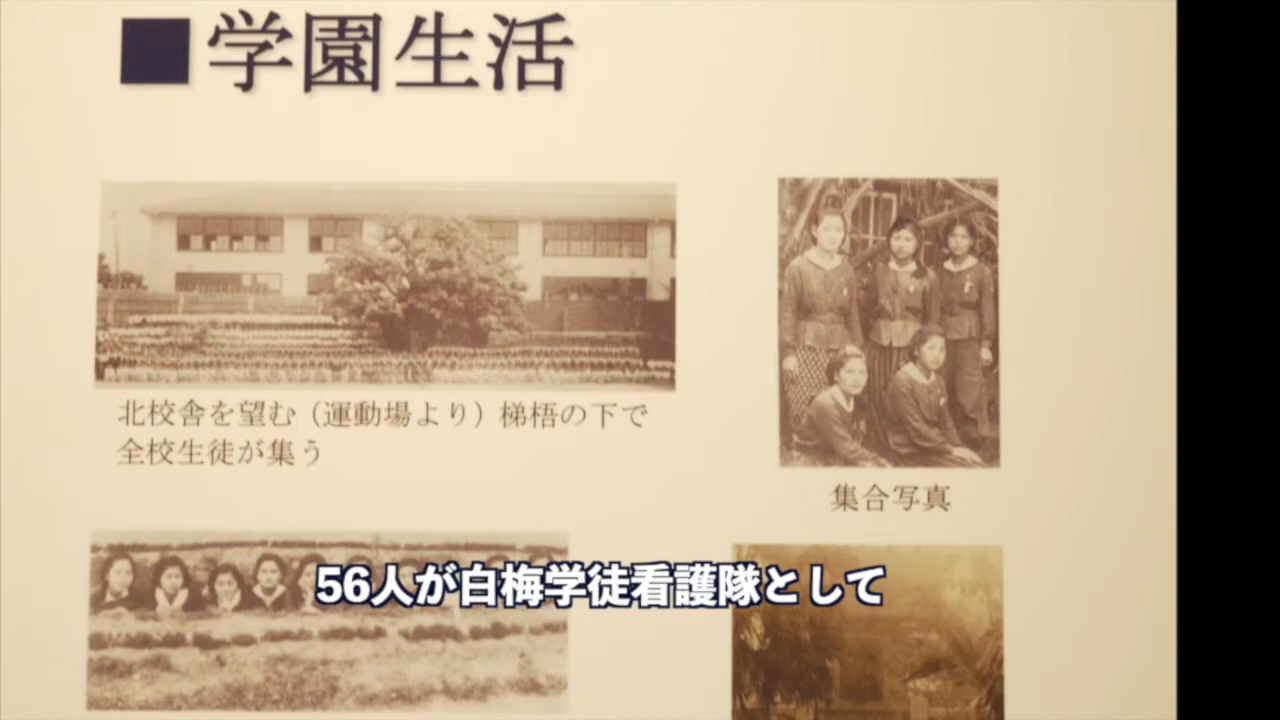 ■学園生活
北校舎を望む（運動場より）梯梧の下で
全校生徒が集う
集合写真
56人が白梅学徒看護隊として